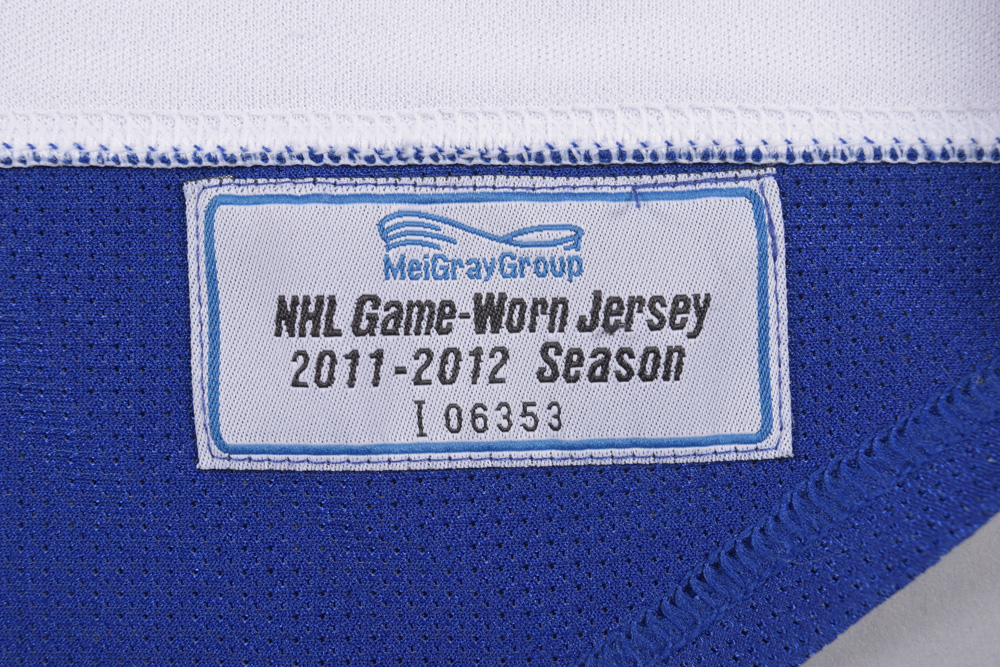 MeiGrayGroup
NHL Game-Worn Jersey
2011-2012 Season
I 06353